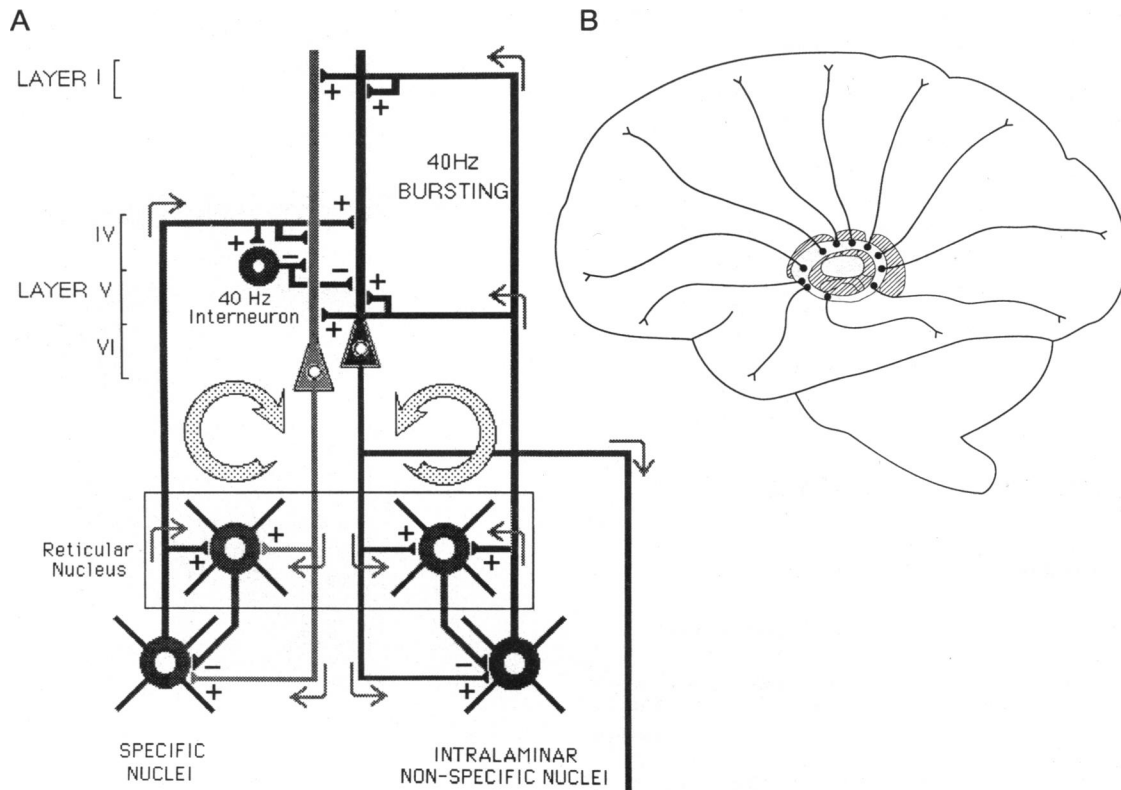 A
B
LAYER I
+
+
40Hz
BURSTING
+
IV
+
−
−
+
LAYER V
40 Hz
Interneuron
+
VI
+
+
Reticular
Nucleus
+
+
−
+
−
+
SPECIFIC
NUCLEI
INTRALAMINAR
NON-SPECIFIC NUCLEI